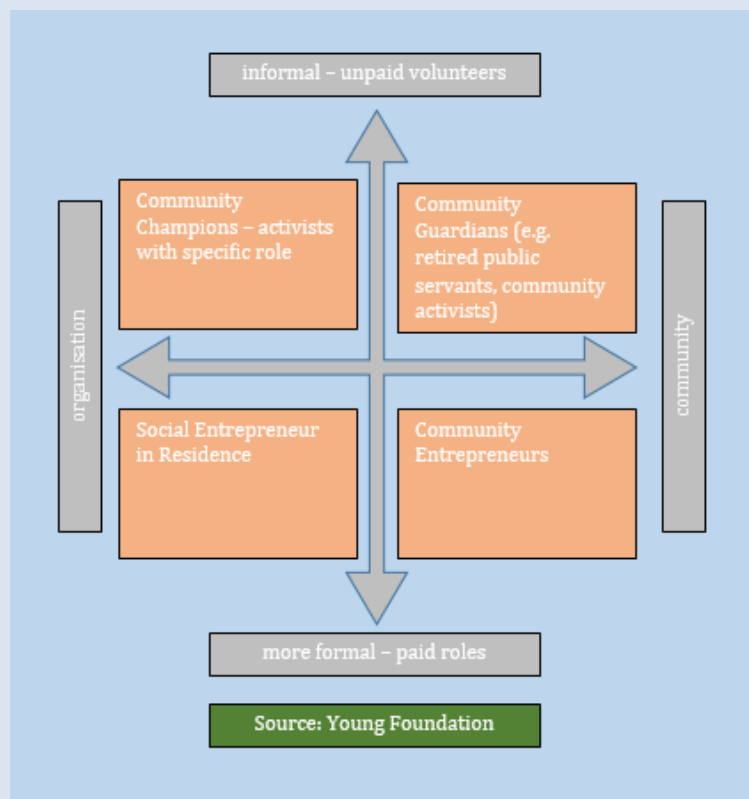 informal – unpaid volunteers
Community
Champions – activists
with specific role
Community
Guardians (e.g.
retired public
servants, community
activists)
organisation
community
Social Entrepreneur
in Residence
Community
Entrepreneurs
more formal – paid roles
Source: Young Foundation